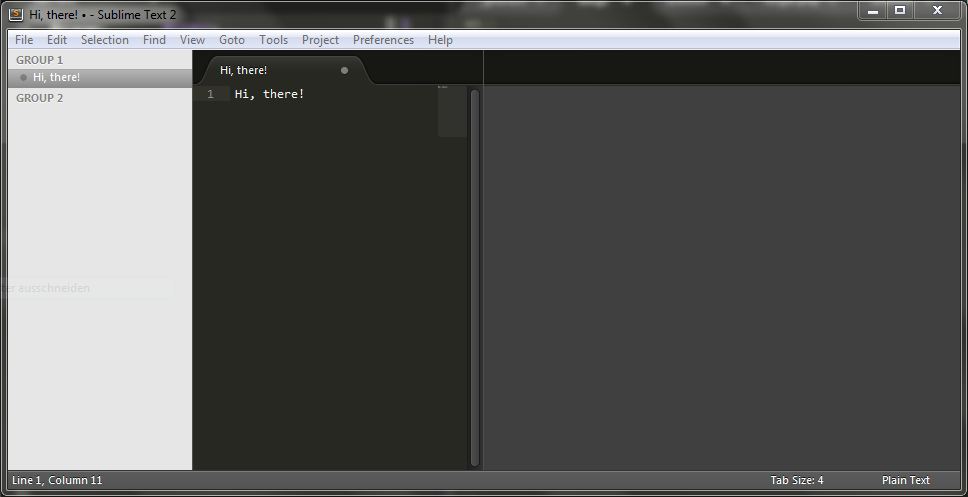 Hi, there! • - Sublime Text 2
File Edit Selection Find View Goto Tools Project Preferences Help
GROUP 1
Hi, there!
GROUP 2
Hi, there!
1 Hi, there!
ausschneiden
Line 1, Column 11 Tab Size: 4 Plain Text